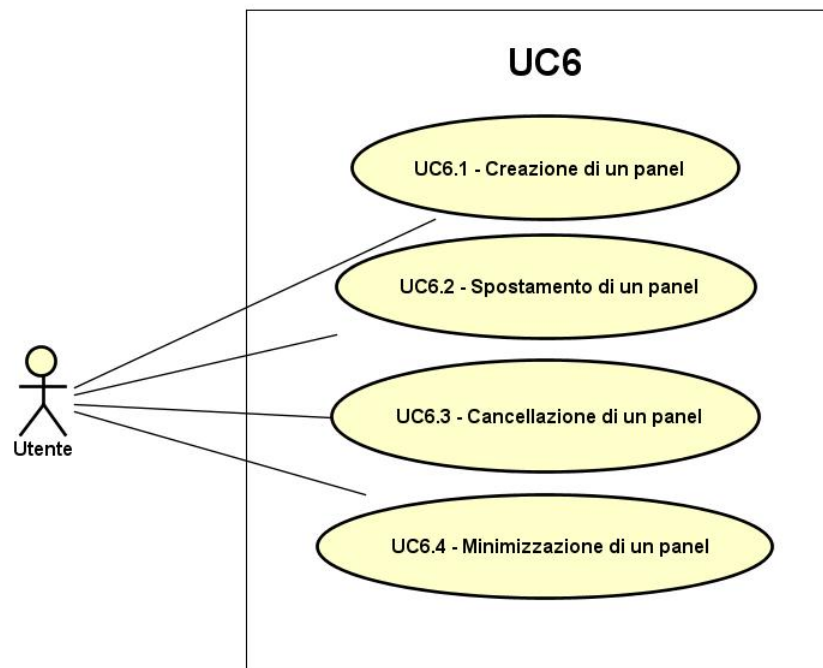 UC6
UC6.1 - Creazione di un panel
UC6.2 - Spostamento di un panel
UC6.3 - Cancellazione di un panel
Utente
UC6.4 - Minimizzazione di un panel